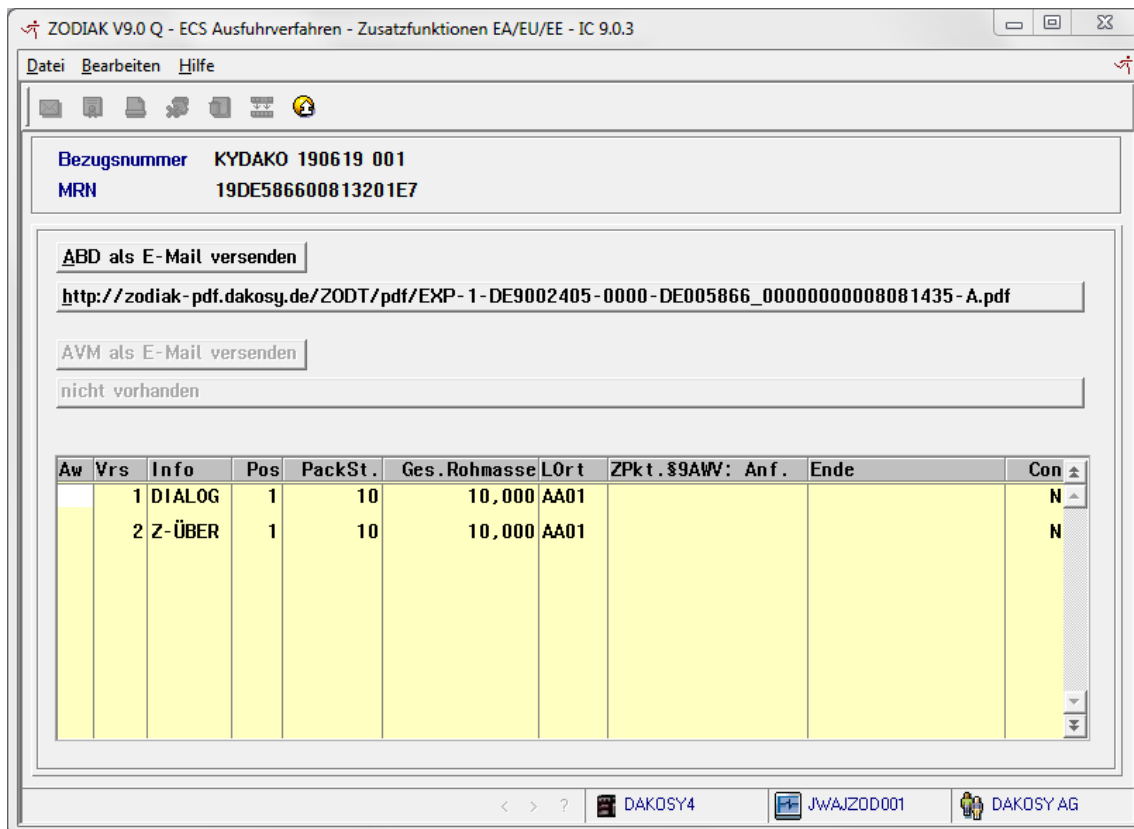 ZODIAK V9.0 Q - ECS Ausfuhrverfahren - Zusatzfunktionen EA/EU/EE - IC 9.0.3
Datei Bearbeiten Hilfe
Bezugsnummer KYDAKO 190619 001
MRN 19DE586600813201E7
ABD als E-Mail versenden
http://zodiak-pdf.dakosy.de/ZODT/pdf/EXP-1-DE9002405-0000-DE005866_00000000008081435-A.pdf
AVM als E-Mail versenden
nicht vorhanden
Aw Vrs Info Pos PackSt. Ges.Rohmasse LOrt ZPkt.§9AWV: Anf. Ende Con
1 DIALOG 1 10 10,000 AA01 N
2 Z-ÜBER 1 10 10,000 AA01 N
< > ? DAKOSY4 JWAJZOD001 DAKOSY AG